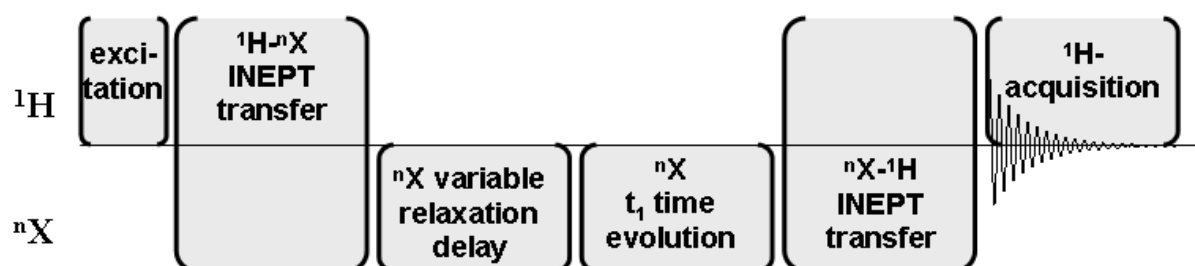 ¹H
exci-
tation
¹H-ⁿX
INEPT
transfer
¹H-
acquisition
ⁿX
ⁿX variable
relaxation
delay
ⁿX
t₁ time
evolution
ⁿX-¹H
INEPT
transfer